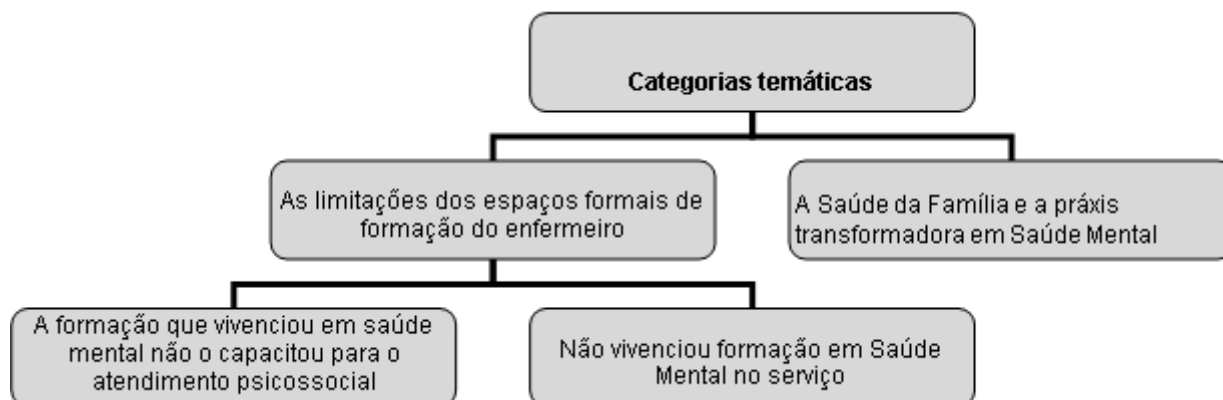 Categorias temáticas
As limitações dos espaços formais de
formação do enfermeiro
A Saúde da Família e a práxis
transformadora em Saúde Mental
A formação que vivenciou em saúde
mental não o capacitou para o
atendimento psicossocial
Não vivenciou formação em Saúde
Mental no serviço